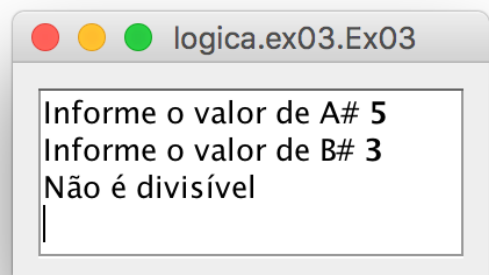 logica.ex03.Ex03
Informe o valor de A# 5
Informe o valor de B# 3
Não é divisível